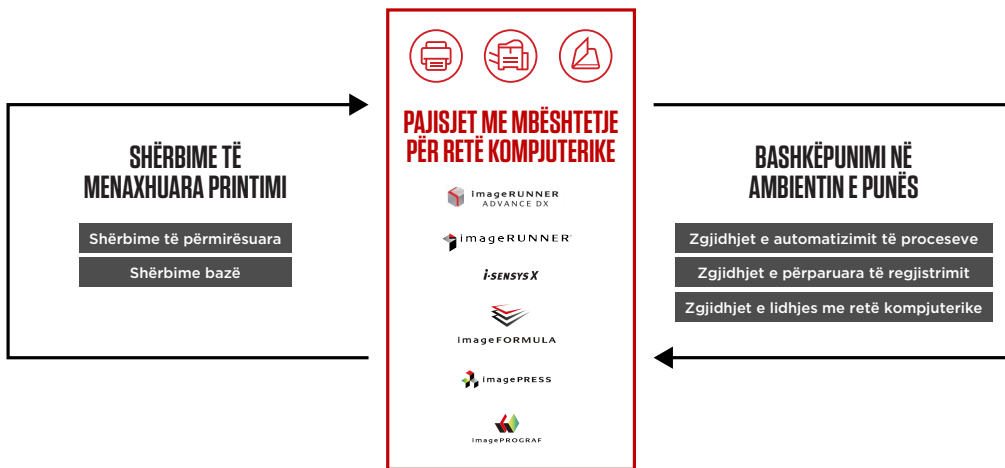 SHËRBIME TË
MENAXHUARA PRINTIMI
Shërbime të përmirësuara
Shërbime bazë
PAJISJET ME MBËSHTETJE
PËR RETË KOMPJUTERIKE
imageRUNNER
ADVANCE DX
imageRUNNER®
i-SENSYS X
imageFORMULA
imagePRESS
imagePROGRAF
BASHKËPUNIMI NË
AMBIENTIN E PUNËS
Zgjidhjet e automatizimit të proceseve
Zgjidhjet e përparuara të regjistrimit
Zgjidhjet e lidhjes me retë kompjuterike